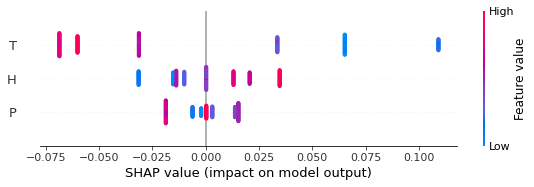 High
T
H
P
Feature value
Low
−0.075 −0.050 −0.025 0.000 0.025 0.050 0.075 0.100
SHAP value (impact on model output)